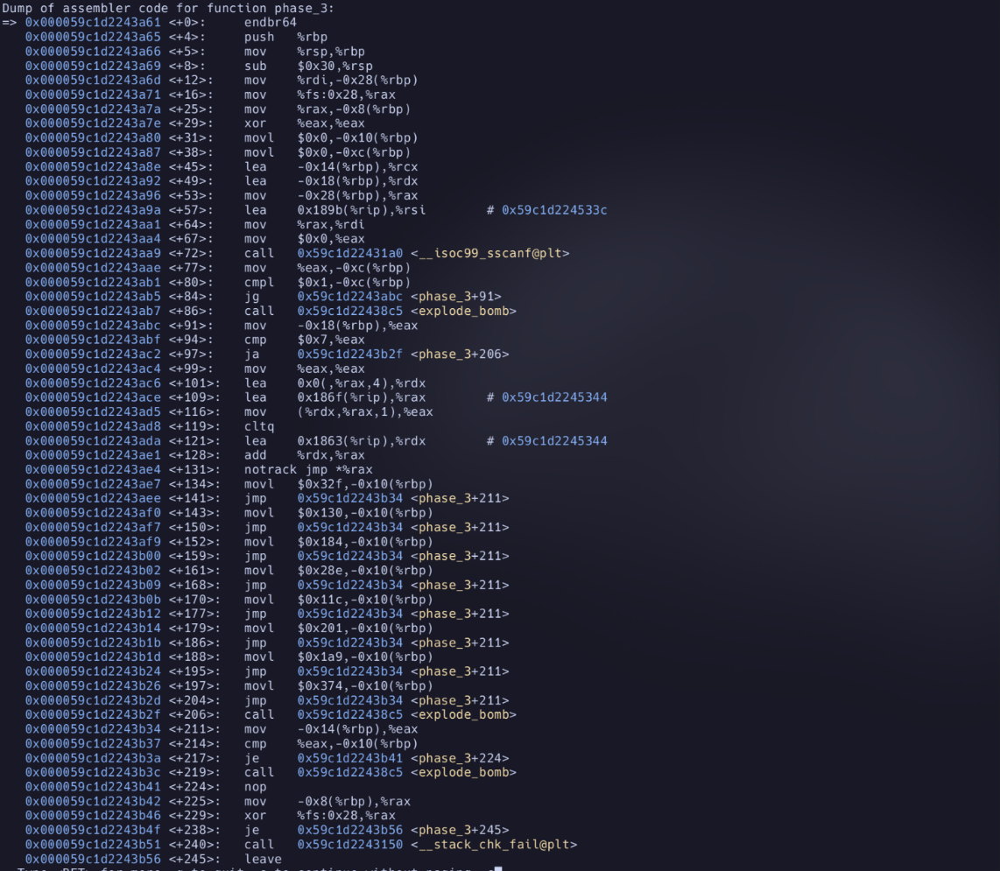 Dump of assembler code for function phase_3:
=> 0x000059c1d2243a61 <+0>:     endbr64
   0x000059c1d2243a65 <+4>:     push   %rbp
   0x000059c1d2243a66 <+5>:     mov    %rsp,%rbp
   0x000059c1d2243a69 <+8>:     sub    $0x30,%rsp
   0x000059c1d2243a6d <+12>:    mov    %rdi,-0x28(%rbp)
   0x000059c1d2243a71 <+16>:    mov    %fs:0x28,%rax
   0x000059c1d2243a7a <+25>:    mov    %rax,-0x8(%rbp)
   0x000059c1d2243a7e <+29>:    xor    %eax,%eax
   0x000059c1d2243a80 <+31>:    movl   $0x0,-0x10(%rbp)
   0x000059c1d2243a87 <+38>:    movl   $0x0,-0xc(%rbp)
   0x000059c1d2243a8e <+45>:    lea    -0x14(%rbp),%rcx
   0x000059c1d2243a92 <+49>:    lea    -0x18(%rbp),%rdx
   0x000059c1d2243a96 <+53>:    mov    -0x28(%rbp),%rax
   0x000059c1d2243a9a <+57>:    lea    0x189b(%rip),%rsi        # 0x59c1d224533c
   0x000059c1d2243aa1 <+64>:    mov    %rax,%rdi
   0x000059c1d2243aa4 <+67>:    mov    $0x0,%eax
   0x000059c1d2243aa9 <+72>:    call   0x59c1d22431a0 <__isoc99_sscanf@plt>
   0x000059c1d2243aae <+77>:    mov    %eax,-0xc(%rbp)
   0x000059c1d2243ab1 <+80>:    cmpl   $0x1,-0xc(%rbp)
   0x000059c1d2243ab5 <+84>:    jg     0x59c1d2243abc <phase_3+91>
   0x000059c1d2243ab7 <+86>:    call   0x59c1d22438c5 <explode_bomb>
   0x000059c1d2243abc <+91>:    mov    -0x18(%rbp),%eax
   0x000059c1d2243abf <+94>:    cmp    $0x7,%eax
   0x000059c1d2243ac2 <+97>:    ja     0x59c1d2243b2f <phase_3+206>
   0x000059c1d2243ac4 <+99>:    mov    %eax,%eax
   0x000059c1d2243ac6 <+101>:   lea    0x0(,%rax,4),%rdx
   0x000059c1d2243ace <+109>:   lea    0x186f(%rip),%rax        # 0x59c1d2245344
   0x000059c1d2243ad5 <+116>:   mov    (%rdx,%rax,1),%eax
   0x000059c1d2243ad8 <+119>:   cltq
   0x000059c1d2243ada <+121>:   lea    0x1863(%rip),%rdx        # 0x59c1d2245344
   0x000059c1d2243ae1 <+128>:   add    %rdx,%rax
   0x000059c1d2243ae4 <+131>:   notrack jmp *%rax
   0x000059c1d2243ae7 <+134>:   movl   $0x32f,-0x10(%rbp)
   0x000059c1d2243aee <+141>:   jmp    0x59c1d2243b34 <phase_3+211>
   0x000059c1d2243af0 <+143>:   movl   $0x130,-0x10(%rbp)
   0x000059c1d2243af7 <+150>:   jmp    0x59c1d2243b34 <phase_3+211>
   0x000059c1d2243af9 <+152>:   movl   $0x184,-0x10(%rbp)
   0x000059c1d2243b00 <+159>:   jmp    0x59c1d2243b34 <phase_3+211>
   0x000059c1d2243b02 <+161>:   movl   $0x28e,-0x10(%rbp)
   0x000059c1d2243b09 <+168>:   jmp    0x59c1d2243b34 <phase_3+211>
   0x000059c1d2243b0b <+170>:   movl   $0x11c,-0x10(%rbp)
   0x000059c1d2243b12 <+177>:   jmp    0x59c1d2243b34 <phase_3+211>
   0x000059c1d2243b14 <+179>:   movl   $0x201,-0x10(%rbp)
   0x000059c1d2243b1b <+186>:   jmp    0x59c1d2243b34 <phase_3+211>
   0x000059c1d2243b1d <+188>:   movl   $0x1a9,-0x10(%rbp)
   0x000059c1d2243b24 <+195>:   jmp    0x59c1d2243b34 <phase_3+211>
   0x000059c1d2243b26 <+197>:   movl   $0x374,-0x10(%rbp)
   0x000059c1d2243b2d <+204>:   jmp    0x59c1d2243b34 <phase_3+211>
   0x000059c1d2243b2f <+206>:   call   0x59c1d22438c5 <explode_bomb>
   0x000059c1d2243b34 <+211>:   mov    -0x14(%rbp),%eax
   0x000059c1d2243b37 <+214>:   cmp    %eax,-0x10(%rbp)
   0x000059c1d2243b3a <+217>:   je     0x59c1d2243b41 <phase_3+224>
   0x000059c1d2243b3c <+219>:   call   0x59c1d22438c5 <explode_bomb>
   0x000059c1d2243b41 <+224>:   nop
   0x000059c1d2243b42 <+225>:   mov    -0x8(%rbp),%rax
   0x000059c1d2243b46 <+229>:   xor    %fs:0x28,%rax
   0x000059c1d2243b4f <+238>:   je     0x59c1d2243b56 <phase_3+245>
   0x000059c1d2243b51 <+240>:   call   0x59c1d2243150 <__stack_chk_fail@plt>
   0x000059c1d2243b56 <+245>:   leave
--Type <RET> for more, q to quit, c to continue without paging--c